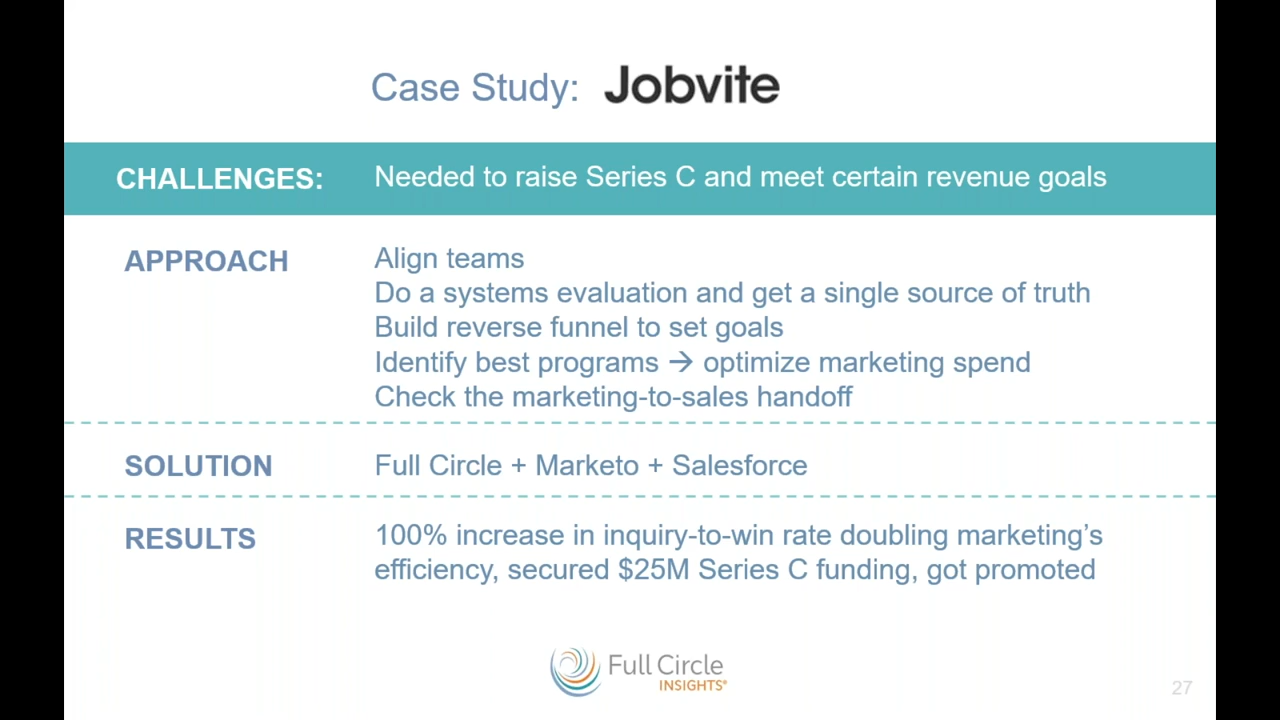 Case Study: Jobvite
CHALLENGES: Needed to raise Series C and meet certain revenue goals
APPROACH Align teams
Do a systems evaluation and get a single source of truth
Build reverse funnel to set goals
Identify best programs → optimize marketing spend
Check the marketing-to-sales handoff
SOLUTION Full Circle + Marketo + Salesforce
RESULTS 100% increase in inquiry-to-win rate doubling marketing’s
efficiency, secured $25M Series C funding, got promoted
Full Circle
INSIGHTS®
27